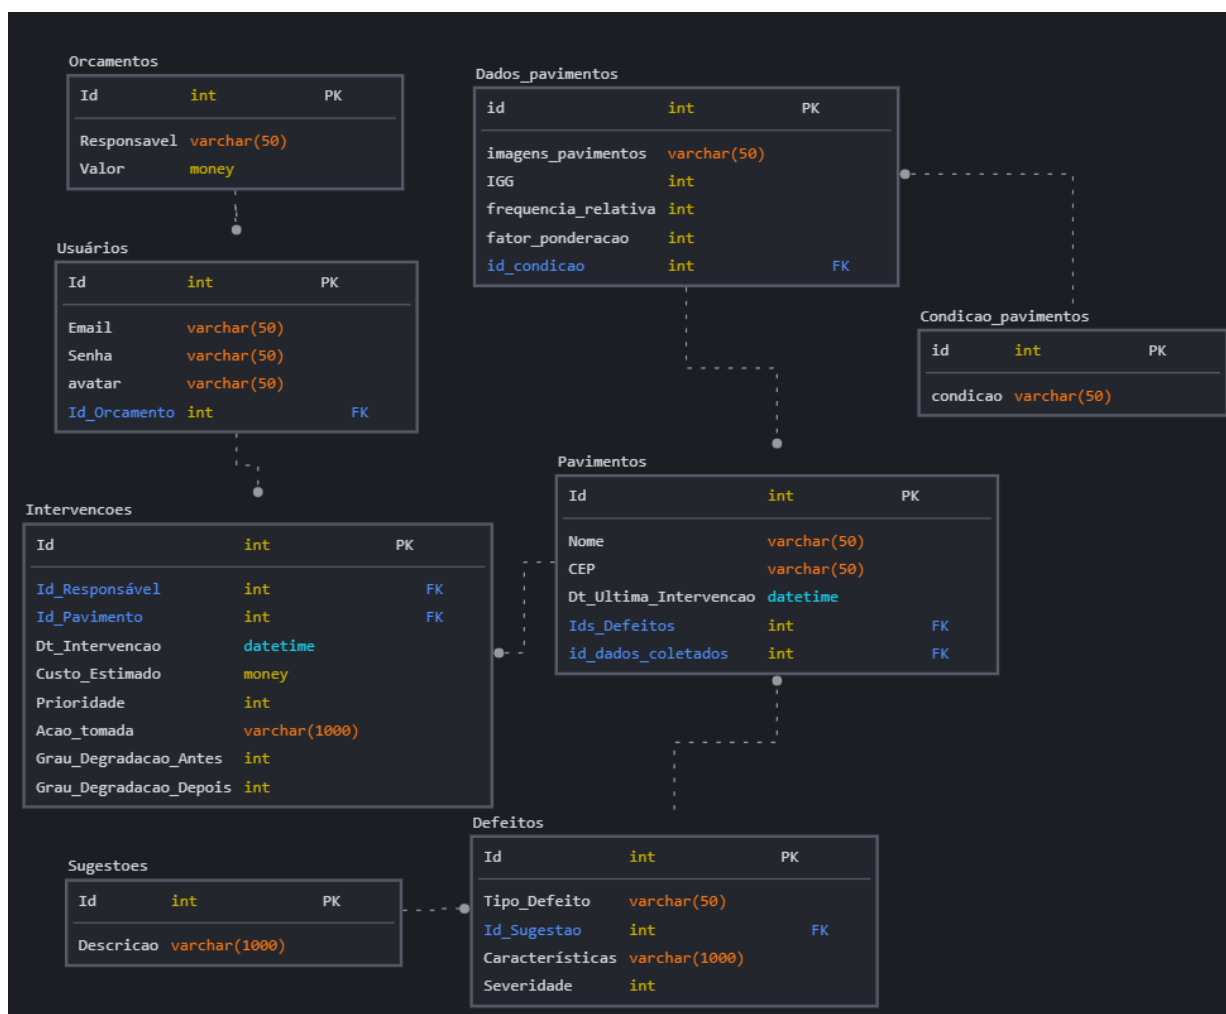 Orcamentos
Id int PK
Responsavel varchar(50)
Valor money
Usuários
Id int PK
Email varchar(50)
Senha varchar(50)
avatar varchar(50)
Id_Orcamento int FK
Intervencoes
Id int PK
Id_Responsável int FK
Id_Pavimento int FK
Dt_Intervencao datetime
Custo_Estimado money
Prioridade int
Acao_tomada varchar(1000)
Grau_Degradacao_Antes int
Grau_Degradacao_Depois int
Sugestoes
Id int PK
Descricao varchar(1000)
Dados_pavimentos
id int PK
imagens_pavimentos varchar(50)
IGG int
frequencia_relativa int
fator_ponderacao int
id_condicao int FK
Condicao_pavimentos
id int PK
condicao varchar(50)
Pavimentos
Id int PK
Nome varchar(50)
CEP varchar(50)
Dt_Ultima_Intervencao datetime
Ids_Defeitos int FK
id_dados_coletados int FK
Defeitos
Id int PK
Tipo_Defeito varchar(50)
Id_Sugestao int FK
Características varchar(1000)
Severidade int